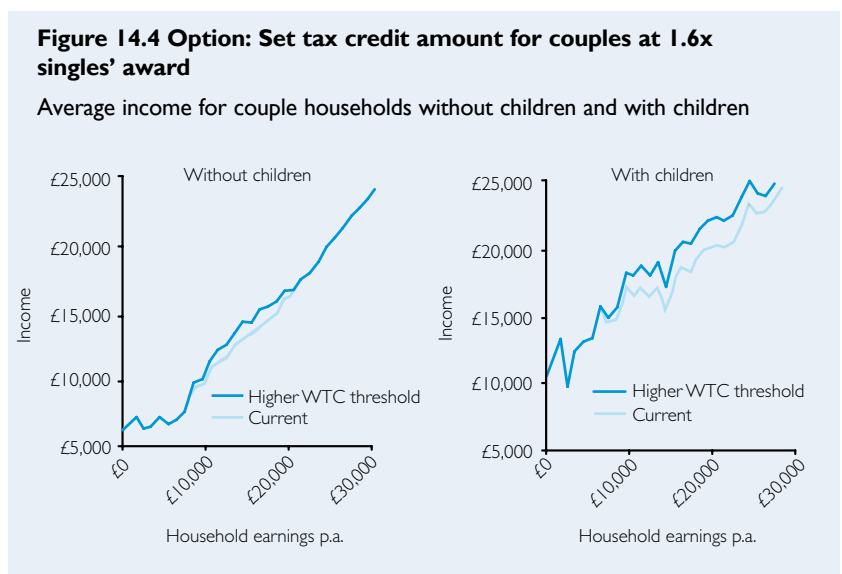 Figure 14.4 Option: Set tax credit amount for couples at 1.6x
singles’ award
Average income for couple households without children and with children
Without children
£25,000
£20,000
£15,000
£10,000
£5,000
Income
Higher WTC threshold
Current
£0
£10,000
£20,000
£30,000
Household earnings p.a.
With children
£25,000
£20,000
£15,000
£10,000
£5,000
Income
Higher WTC threshold
Current
£0
£10,000
£20,000
£30,000
Household earnings p.a.